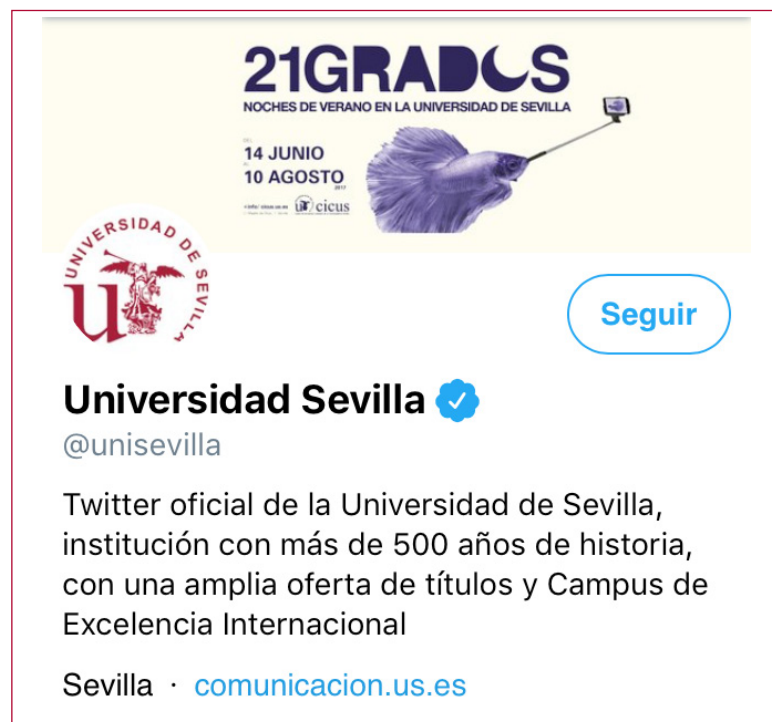 21GRADOS
NOCHES DE VERANO EN LA UNIVERSIDAD DE SEVILLA
14 JUNIO
10 AGOSTO
2017
cicus
UNIVERSIDAD DE SEVILLA
Seguir
Universidad Sevilla
@unisevilla
Twitter oficial de la Universidad de Sevilla,
institución con más de 500 años de historia,
con una amplia oferta de títulos y Campus de
Excelencia Internacional
Sevilla · comunicacion.us.es